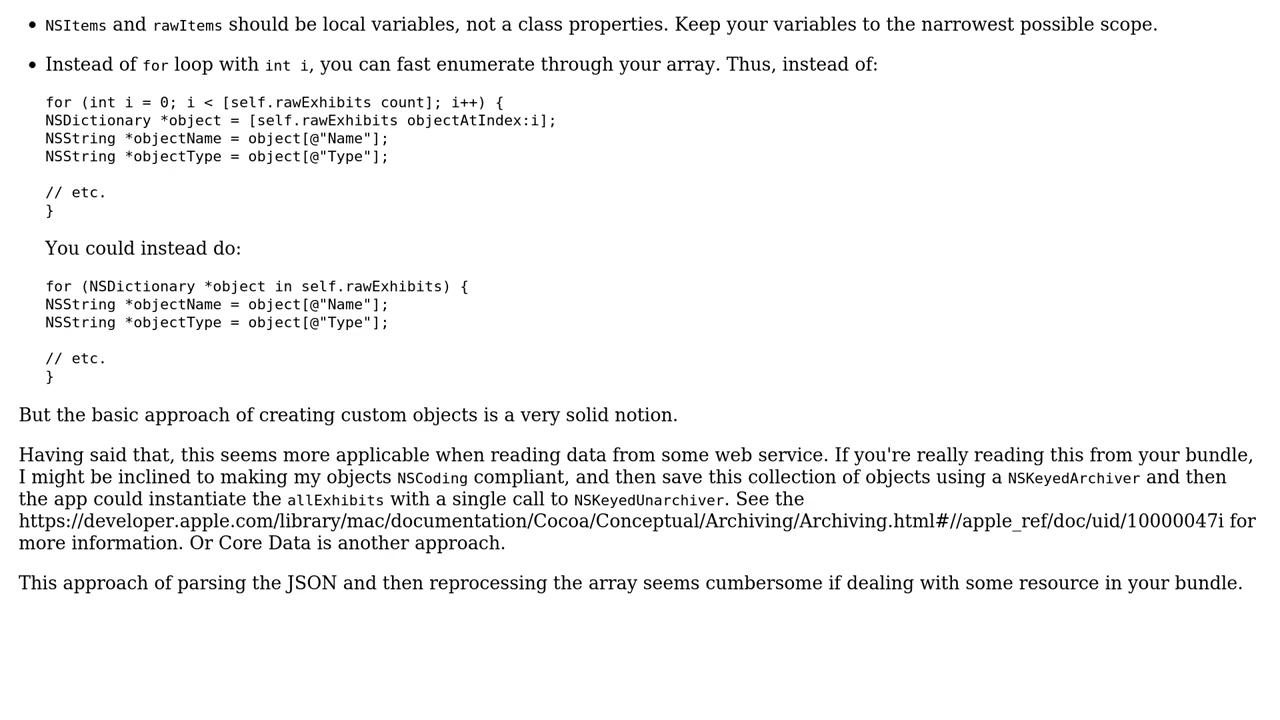 • NSItems and rawItems should be local variables, not a class properties. Keep your variables to the narrowest possible scope.
• Instead of for loop with int i, you can fast enumerate through your array. Thus, instead of:
for (int i = 0; i < [self.rawExhibits count]; i++) {
NSDictionary *object = [self.rawExhibits objectAtIndex:i];
NSString *objectName = object[@"Name"];
NSString *objectType = object[@"Type"];
// etc.
}
You could instead do:
for (NSDictionary *object in self.rawExhibits) {
NSString *objectName = object[@"Name"];
NSString *objectType = object[@"Type"];
// etc.
}
But the basic approach of creating custom objects is a very solid notion.
Having said that, this seems more applicable when reading data from some web service. If you're really reading this from your bundle,
I might be inclined to making my objects NSCoding compliant, and then save this collection of objects using a NSKeyedArchiver and then
the app could instantiate the allExhibits with a single call to NSKeyedUnarchiver. See the
https://developer.apple.com/library/mac/documentation/Cocoa/Conceptual/Archiving/Archiving.html#//apple_ref/doc/uid/10000047i for
more information. Or Core Data is another approach.
This approach of parsing the JSON and then reprocessing the array seems cumbersome if dealing with some resource in your bundle.